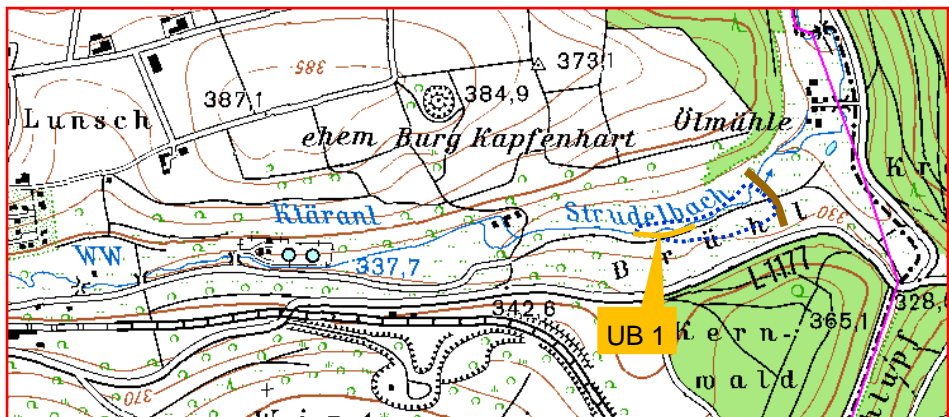 385
373,1
387,1
384,9
Lunsch
ehem Burg Kapfenhart
Ölmühle
Kr
Kläranl
Strudelbach
330
Brühl
WW
337,7
L 1177
328,
342,6
365,1
UB 1
Kern-
wald
370